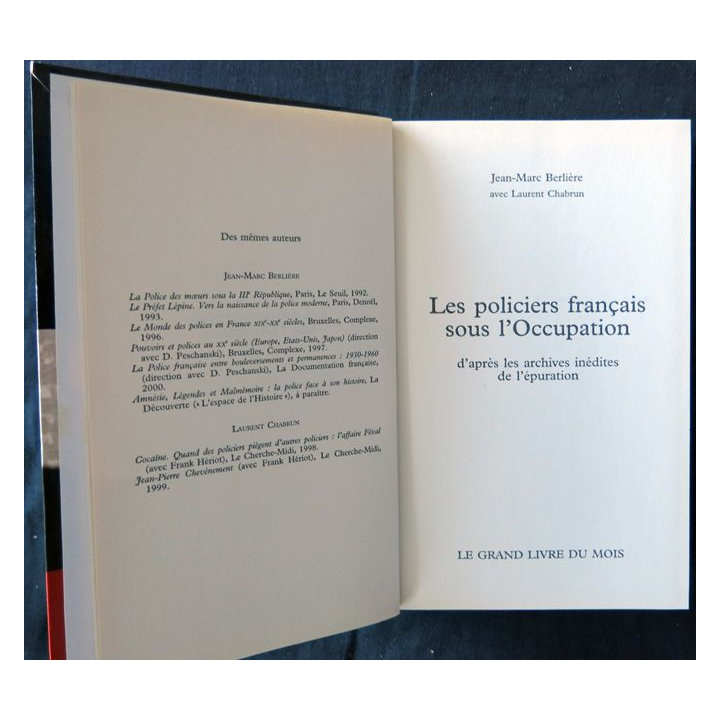 Des mêmes auteurs
JEAN-MARC BERLIÈRE
La Police des mœurs sous la IIIe République, Paris, Le Seuil, 1992.
Le Préfet Lépine. Vers la naissance de la police moderne, Paris, Denoël,
1993.
Le Monde des polices en France XIXe-XXe siècles, Bruxelles, Complexe,
1996.
Pouvoirs et polices au XXe siècle (Europe, Etats-Unis, Japon) (direction
avec D. Peschanski), Bruxelles, Complexe, 1997.
La Police française entre bouleversements et permanences : 1930-1960
(direction avec D. Peschanski), La Documentation française,
2000.
Amnésie, Légendes et Malmémoire : la police face à son histoire, La
Découverte (« L'espace de l'Histoire »), à paraître.
LAURENT CHABRUN
Cocaïne. Quand des policiers piègent d'autres policiers : l'affaire Féval
(avec Frank Hériot), Le Cherche-Midi, 1998.
Jean-Pierre Chevènement (avec Frank Hériot), Le Cherche-Midi,
1999.
Jean-Marc Berlière
avec Laurent Chabrun
Les policiers français
sous l'Occupation
d'après les archives inédites
de l'épuration
LE GRAND LIVRE DU MOIS